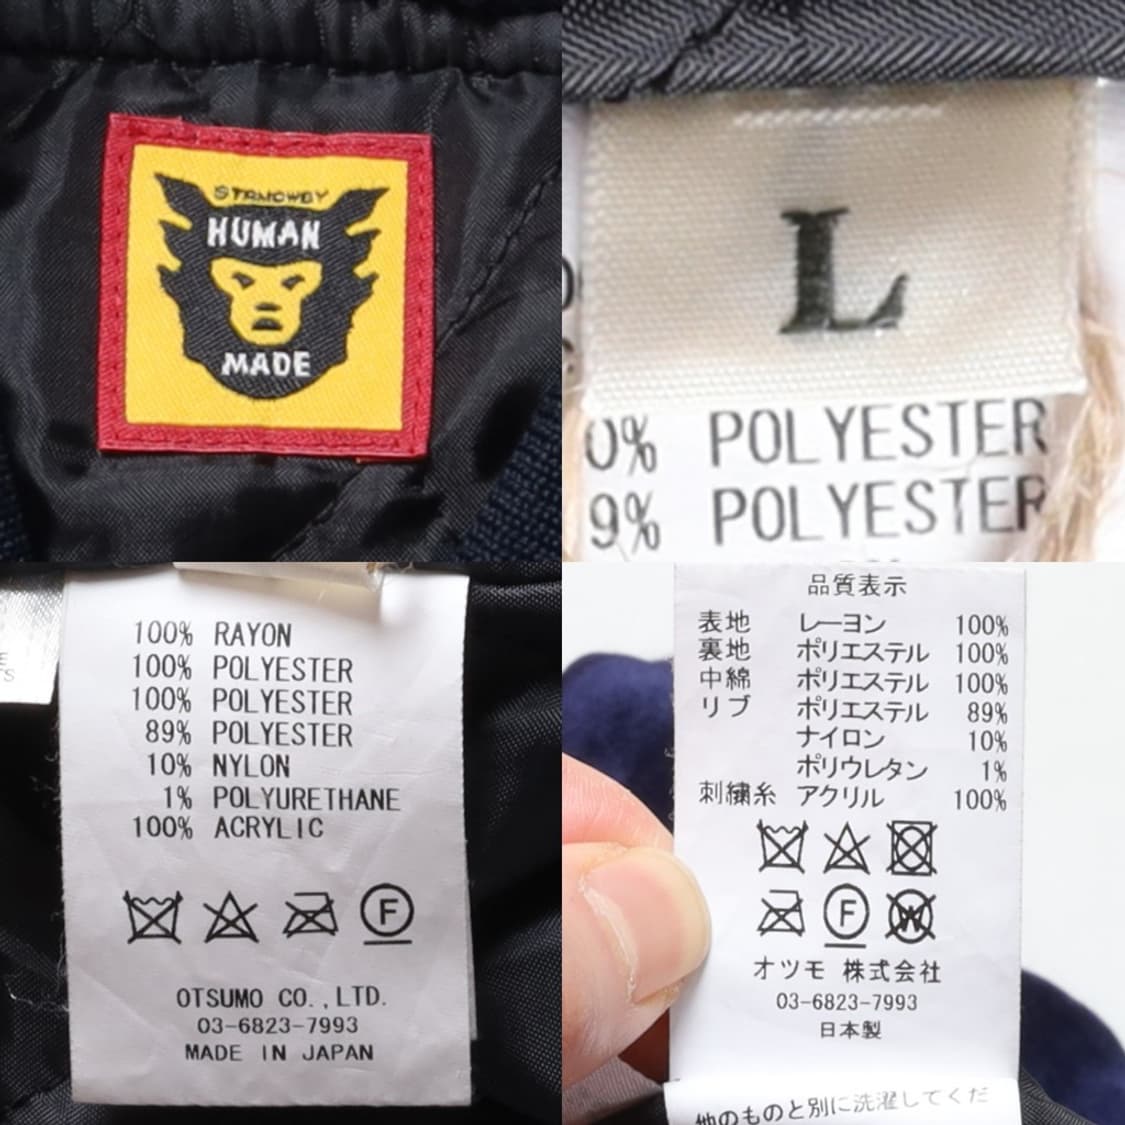 STRMCWBY
HUMAN
MADE
L
0% POLYESTER
9% POLYESTER
100% RAYON
100% POLYESTER
100% POLYESTER
89% POLYESTER
10% NYLON
1% POLYURETHANE
100% ACRYLIC
F
OTSUMO CO.,LTD.
03-6823-7993
MADE IN JAPAN
品質表示
表地 レーヨン 100%
裏地 ポリエステル 100%
中綿 ポリエステル 100%
リブ ポリエステル 89%
ナイロン 10%
ポリウレタン 1%
刺繍糸 アクリル 100%
F W
オツモ 株式会社
03-6823-7993
日本製
他のものと別に洗濯してくだ